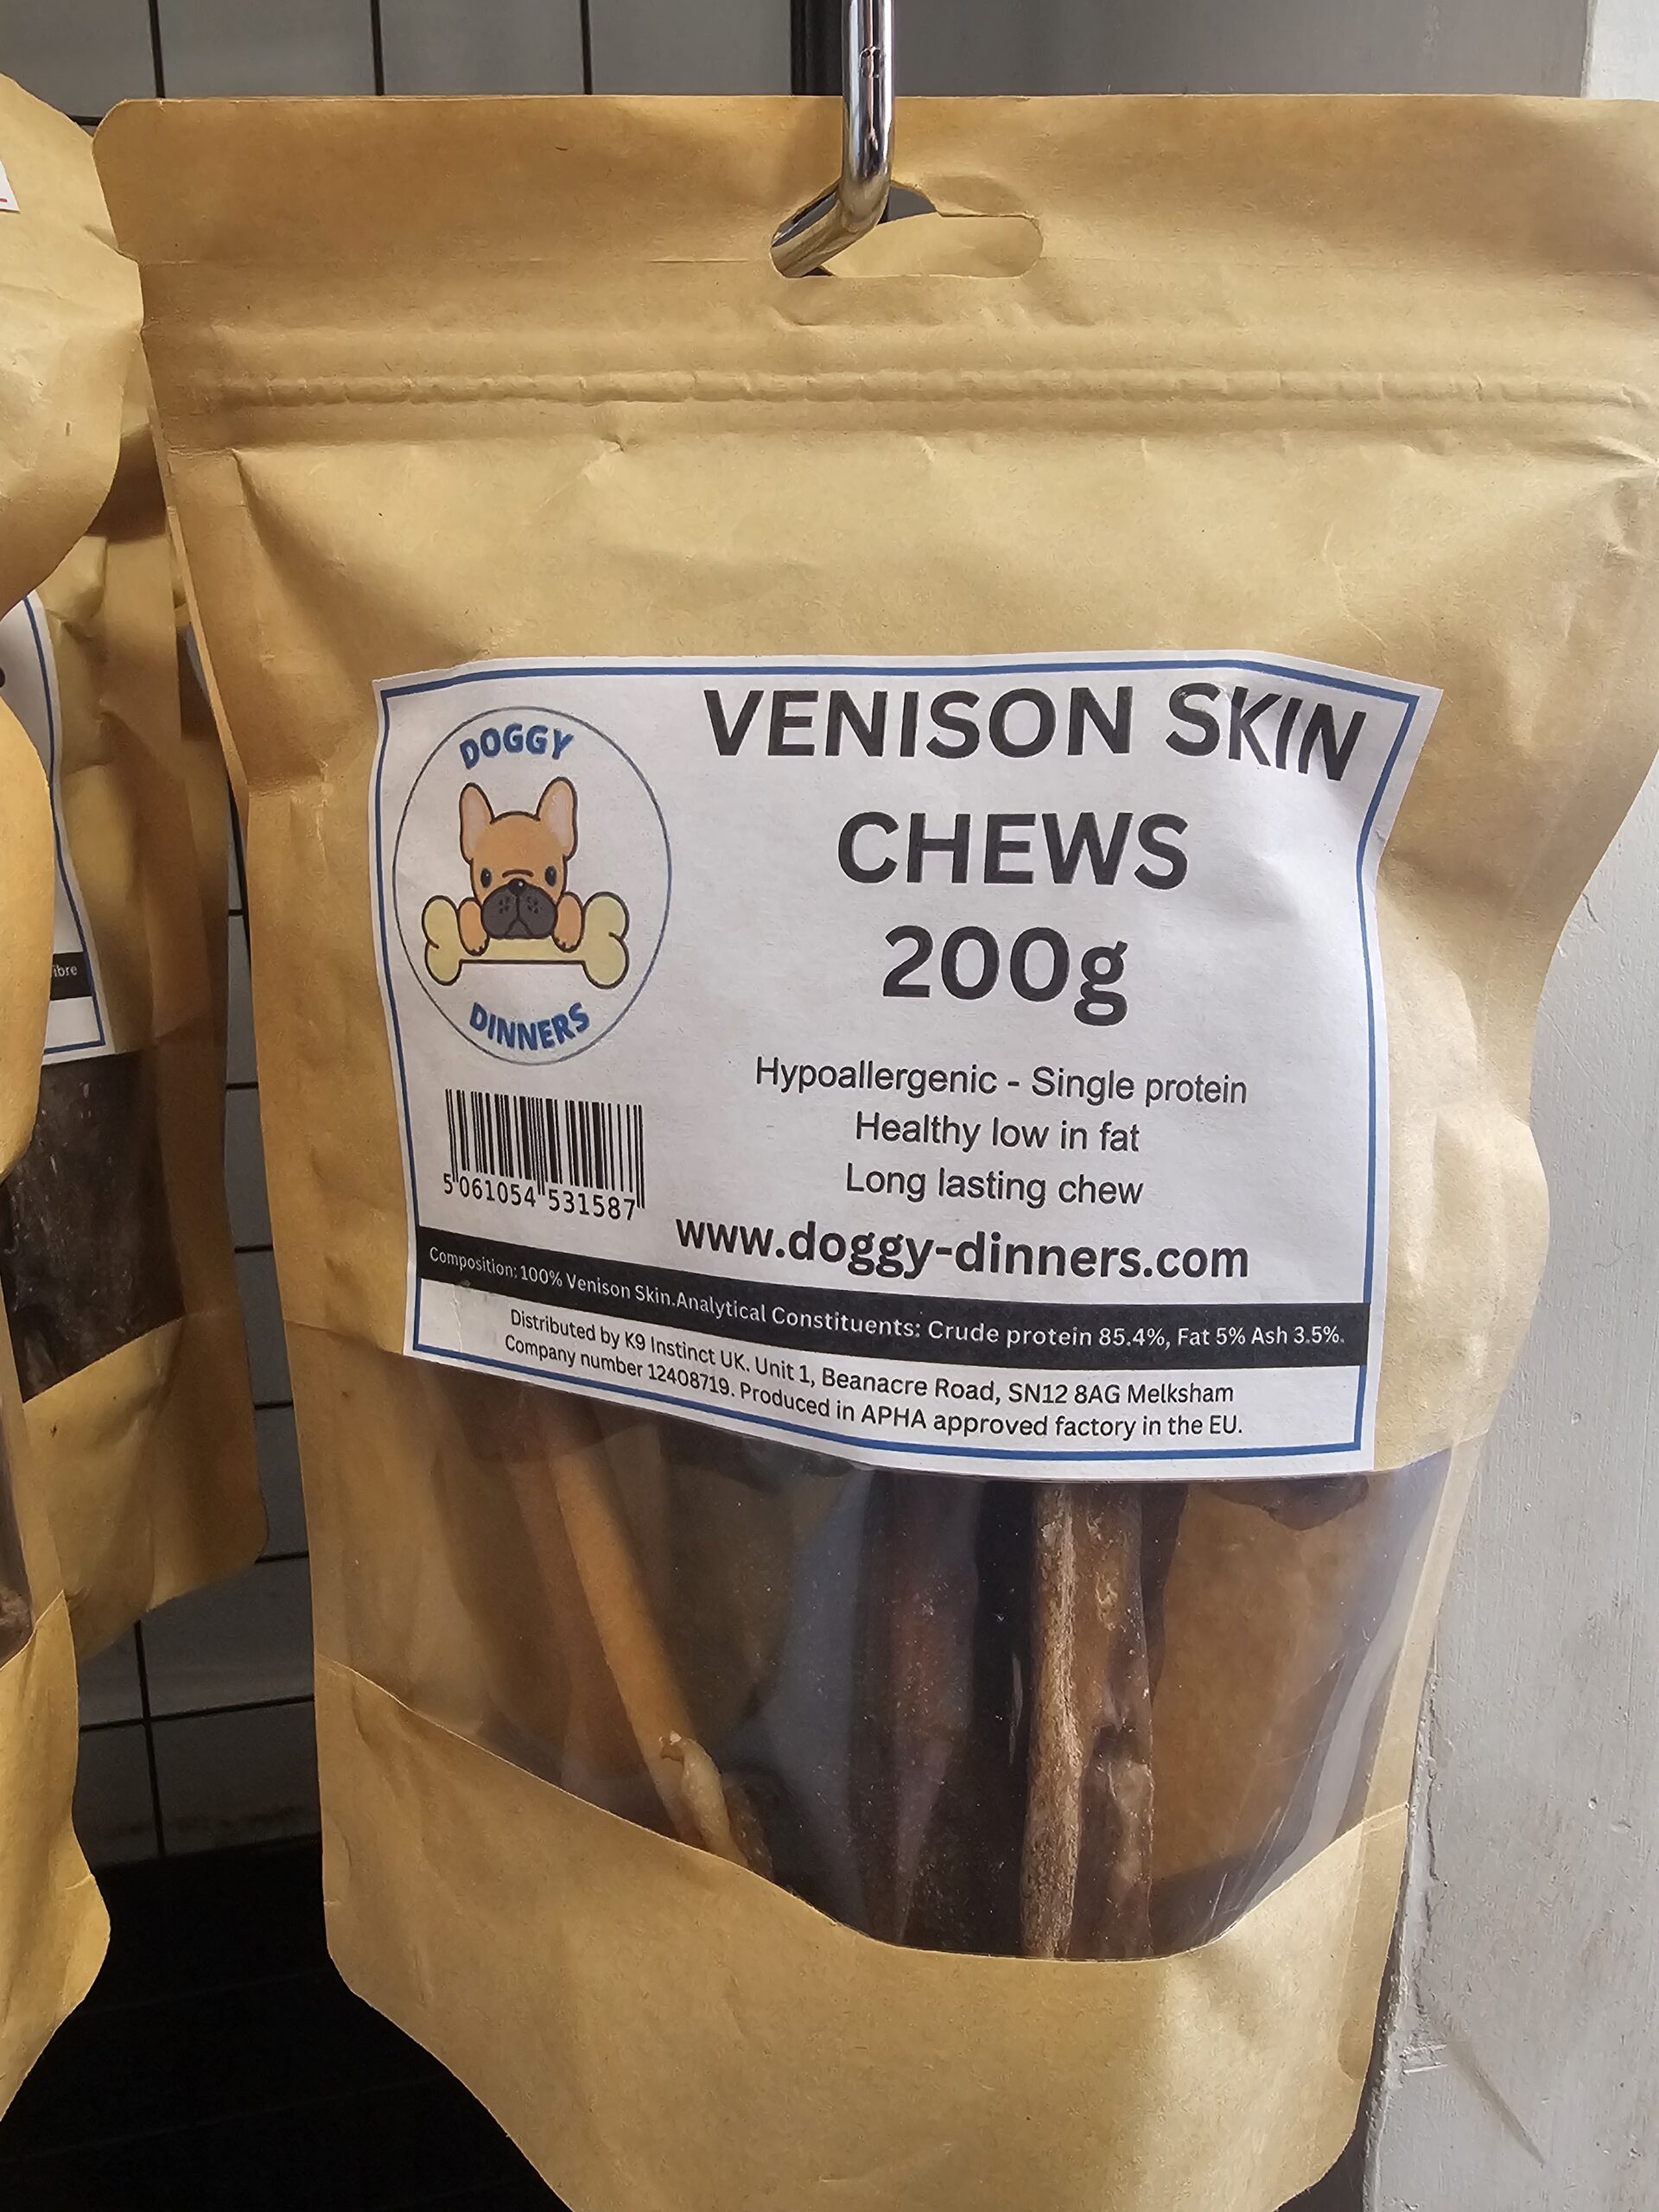 DOGGY
DINNERS
VENISON SKIN
CHEWS
200g
Hypoallergenic - Single protein
Healthy low in fat
Long lasting chew
www.doggy-dinners.com
5 061054 531587
Composition: 100% Venison Skin.Analytical Constituents: Crude protein 85.4%, Fat 5% Ash 3.5%.
Distributed by K9 Instinct UK. Unit 1, Beanacre Road, SN12 8AG Melksham
Company number 12408719. Produced in APHA approved factory in the EU.